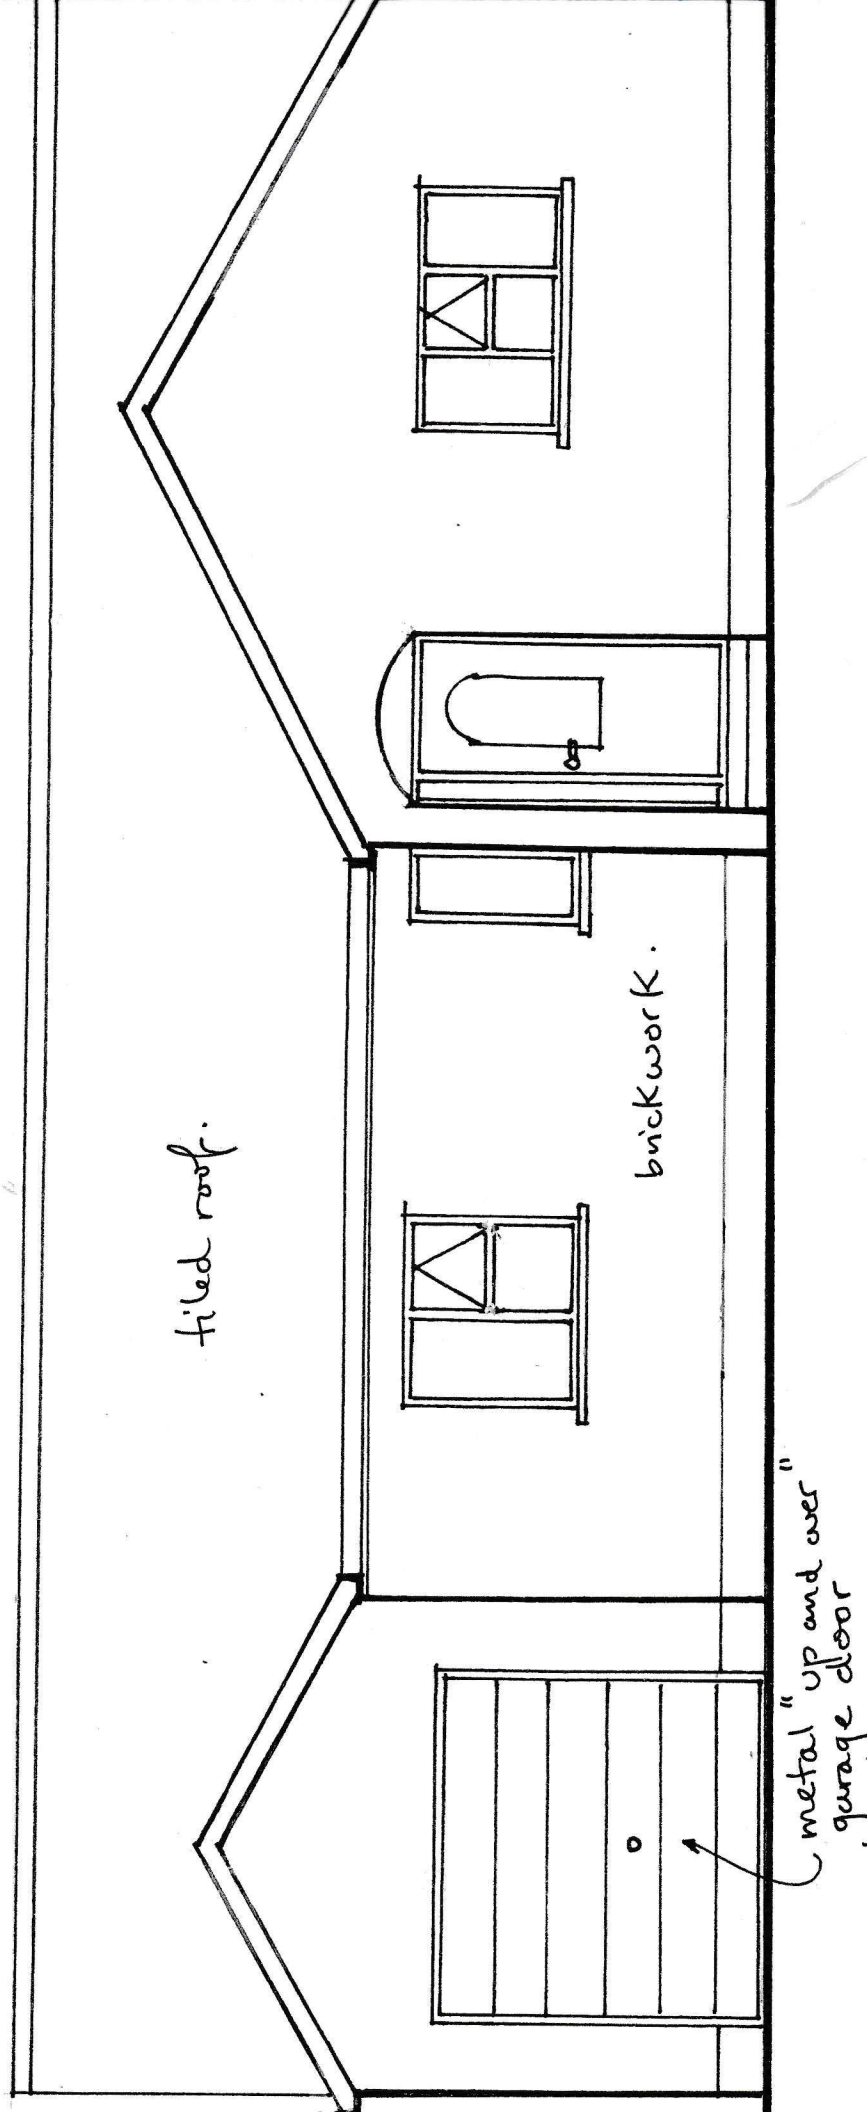 tiled roof.
brickwork.
metal "up and over"
garage door